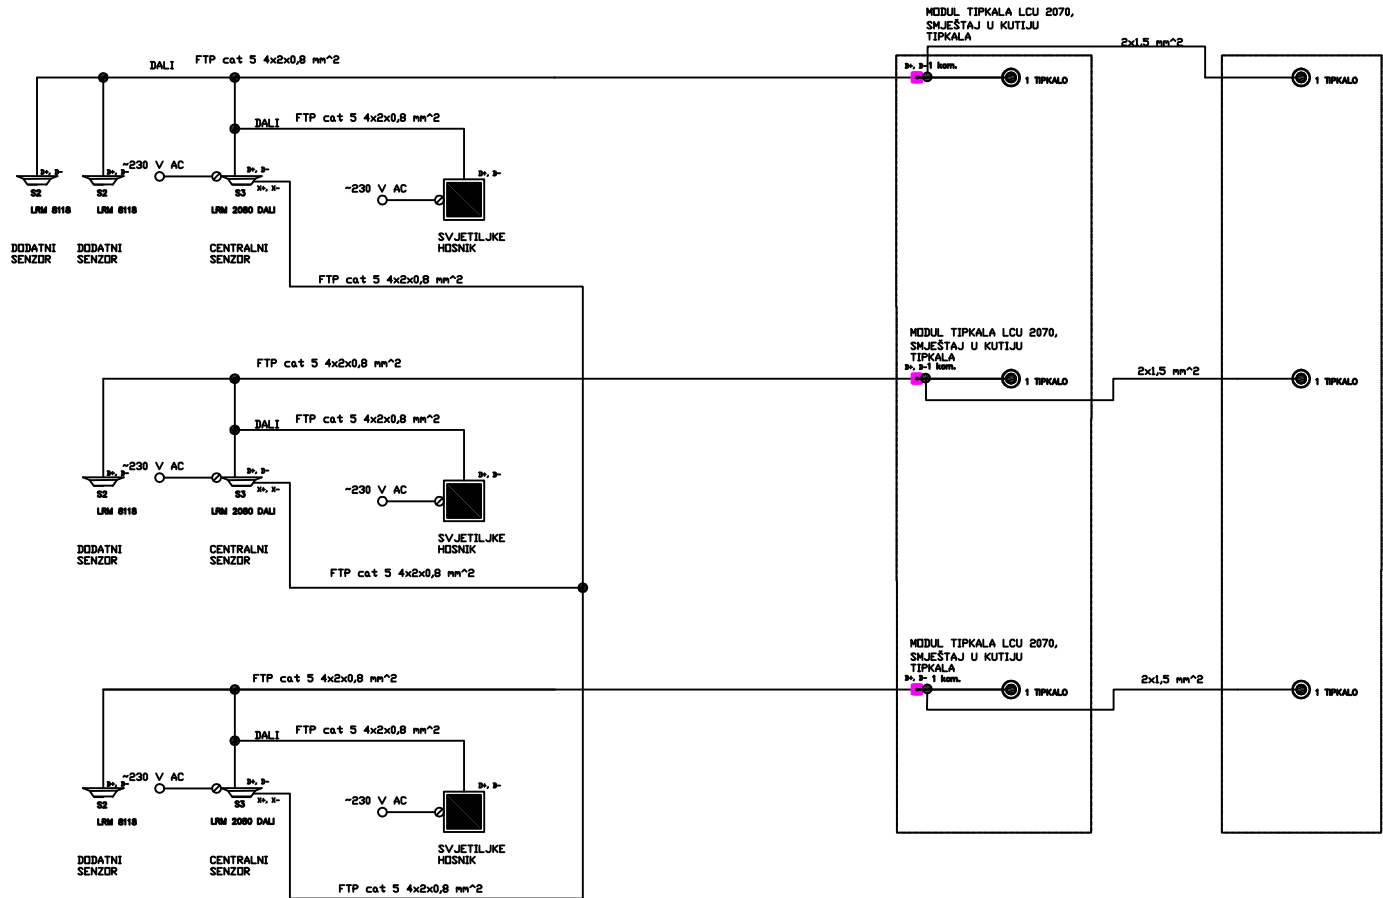 MODUL TIPKALA LCU 2070,
SMJEŠTAJ U KUTIJU
TIPKALA
2x1,5 mm^2
DALI
FTP cat 5 4x2x0,8 mm^2
D+, D-
1 kom.
1 TIPKALO
1 TIPKALO
DALI
FTP cat 5 4x2x0,8 mm^2
D+, D-
D+, D-
~230 V AC
D+, D-
X+, X-
D+, D-
~230 V AC
S2
S2
S3
LRM 8118
LRM 8118
LRM 2080 DALI
SVJETILJKE
HOSNIK
DODATNI
SENZOR
DODATNI
SENZOR
CENTRALNI
SENZOR
FTP cat 5 4x2x0,8 mm^2
MODUL TIPKALA LCU 2070,
SMJEŠTAJ U KUTIJU
TIPKALA
FTP cat 5 4x2x0,8 mm^2
D+, D-
1 kom.
2x1,5 mm^2
1 TIPKALO
1 TIPKALO
DALI
FTP cat 5 4x2x0,8 mm^2
D+, D-
~230 V AC
D+, D-
X+, X-
D+, D-
~230 V AC
S2
S3
LRM 8118
LRM 2080 DALI
SVJETILJKE
HOSNIK
DODATNI
SENZOR
CENTRALNI
SENZOR
FTP cat 5 4x2x0,8 mm^2
MODUL TIPKALA LCU 2070,
SMJEŠTAJ U KUTIJU
TIPKALA
FTP cat 5 4x2x0,8 mm^2
D+, D-
1 kom.
2x1,5 mm^2
1 TIPKALO
1 TIPKALO
DALI
FTP cat 5 4x2x0,8 mm^2
D+, D-
~230 V AC
D+, D-
X+, X-
D+, D-
~230 V AC
S2
S3
LRM 8118
LRM 2080 DALI
SVJETILJKE
HOSNIK
DODATNI
SENZOR
CENTRALNI
SENZOR
FTP cat 5 4x2x0,8 mm^2